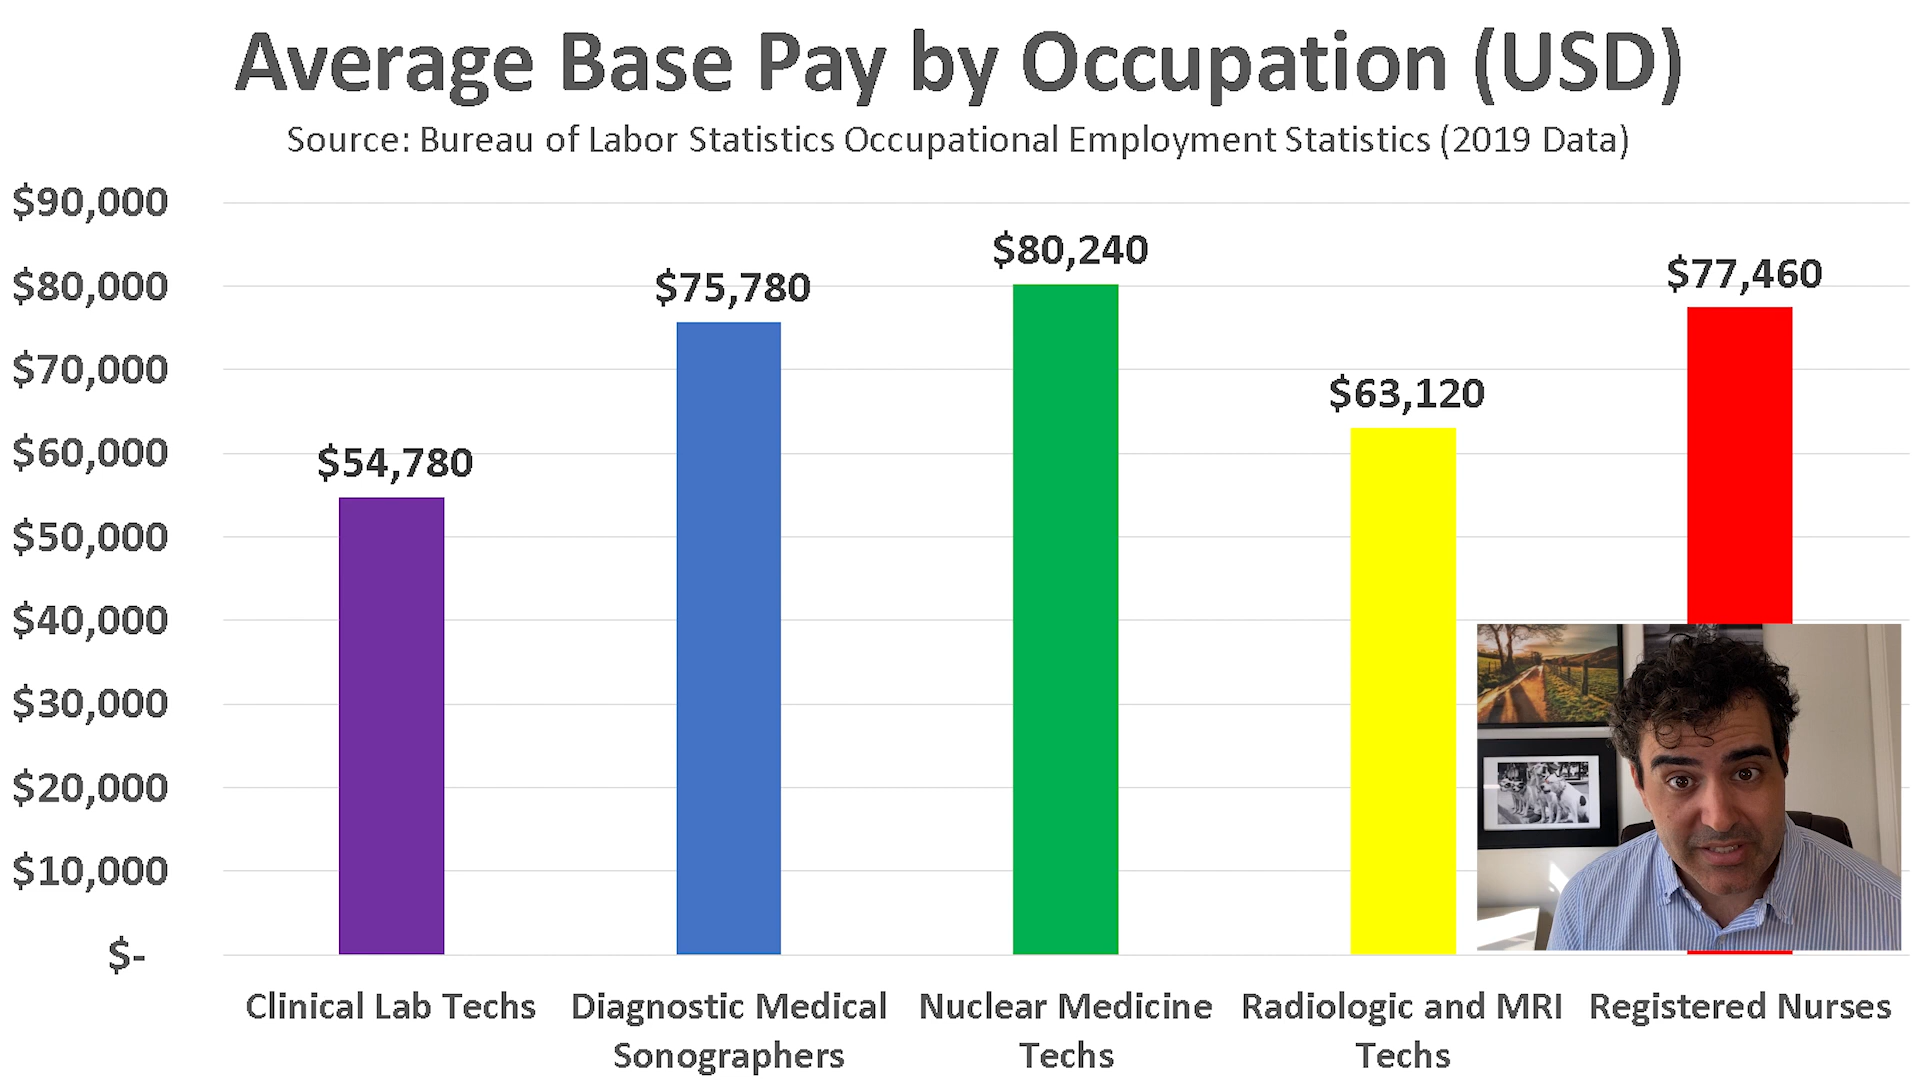 Average Base Pay by Occupation (USD)
Source: Bureau of Labor Statistics Occupational Employment Statistics (2019 Data)
$90,000
$80,000
$70,000
$60,000
$50,000
$40,000
$30,000
$20,000
$10,000
$-
$54,780
$75,780
$80,240
$63,120
$77,460
Clinical Lab Techs
Diagnostic Medical
Sonographers
Nuclear Medicine
Techs
Radiologic and MRI
Techs
Registered Nurses